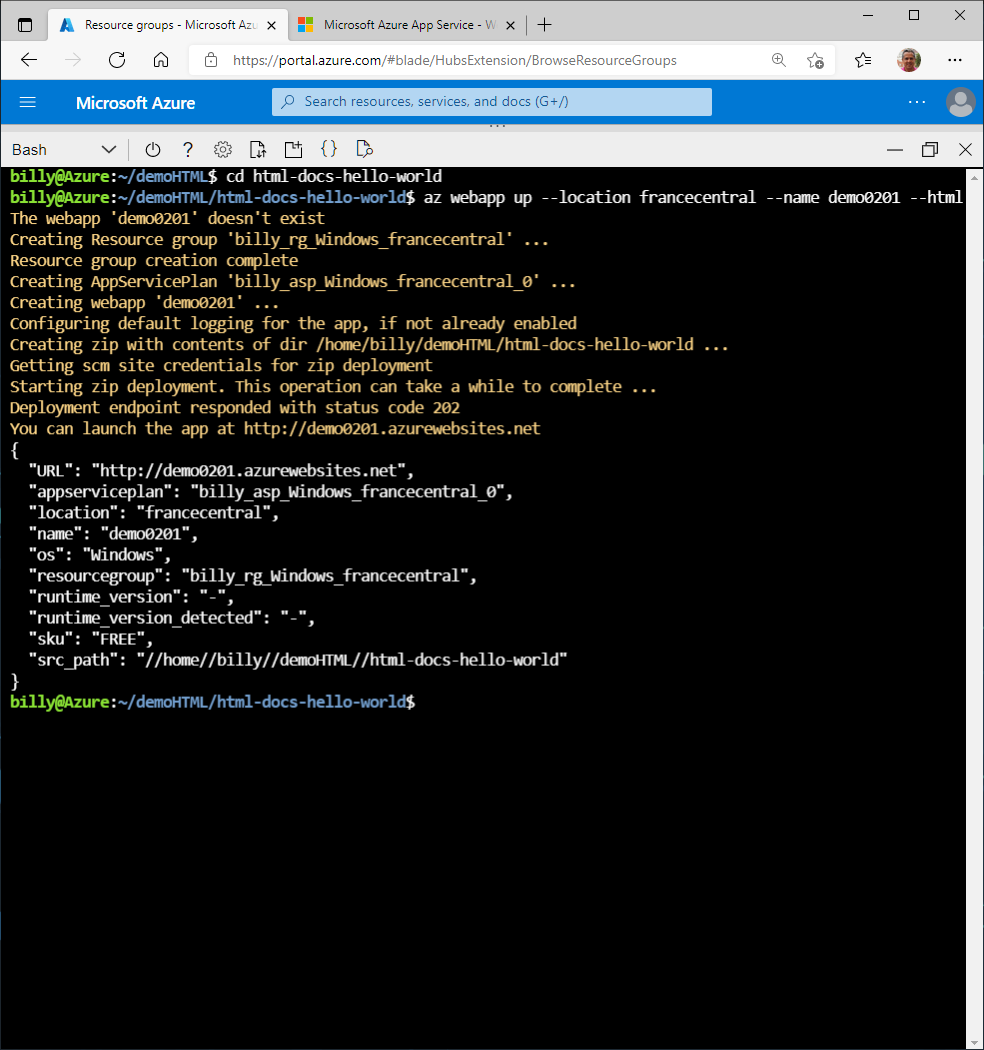 Resource groups - Microsoft Azu
Microsoft Azure App Service - W
https://portal.azure.com/#blade/HubsExtension/BrowseResourceGroups
Microsoft Azure
Search resources, services, and docs (G+/)
Bash
billy@Azure:~/demoHTML$ cd html-docs-hello-world
billy@Azure:~/demoHTML/html-docs-hello-world$ az webapp up --location francecentral --name demo0201 --html
The webapp 'demo0201' doesn't exist
Creating Resource group 'billy_rg_Windows_francecentral' ...
Resource group creation complete
Creating AppServicePlan 'billy_asp_Windows_francecentral_0' ...
Creating webapp 'demo0201' ...
Configuring default logging for the app, if not already enabled
Creating zip with contents of dir /home/billy/demoHTML/html-docs-hello-world ...
Getting scm site credentials for zip deployment
Starting zip deployment. This operation can take a while to complete ...
Deployment endpoint responded with status code 202
You can launch the app at http://demo0201.azurewebsites.net
{
  "URL": "http://demo0201.azurewebsites.net",
  "appserviceplan": "billy_asp_Windows_francecentral_0",
  "location": "francecentral",
  "name": "demo0201",
  "os": "Windows",
  "resourcegroup": "billy_rg_Windows_francecentral",
  "runtime_version": "-",
  "runtime_version_detected": "-",
  "sku": "FREE",
  "src_path": "//home//billy//demoHTML//html-docs-hello-world"
}
billy@Azure:~/demoHTML/html-docs-hello-world$